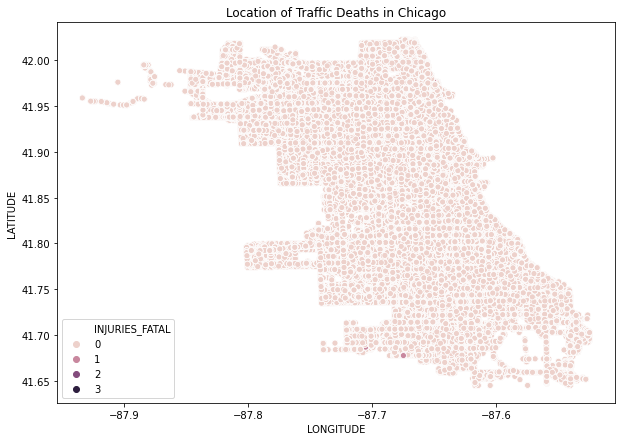 Location of Traffic Deaths in Chicago
LATITUDE
42.00
41.95
41.90
41.85
41.80
41.75
41.70
41.65
INJURIES_FATAL
0
1
2
3
−87.9 −87.8 −87.7 −87.6
LONGITUDE